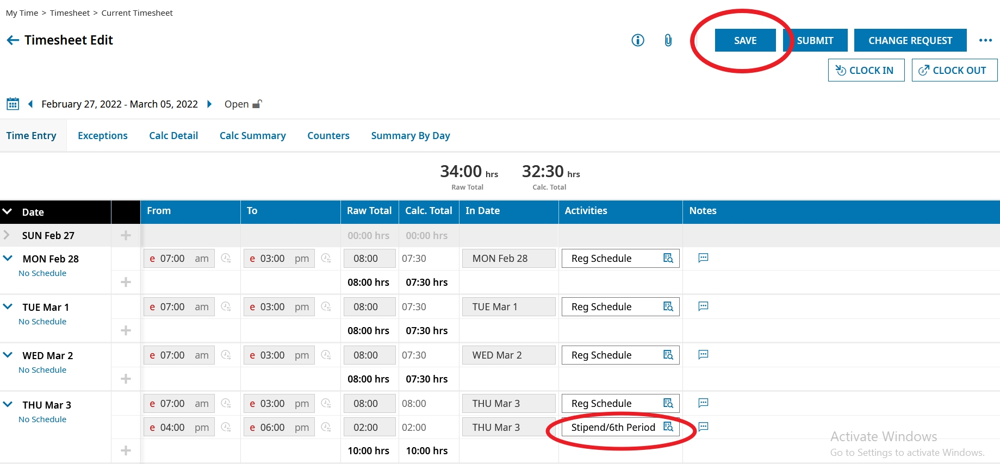 My Time > Timesheet > Current Timesheet
Timesheet Edit
SAVE SUBMIT CHANGE REQUEST
CLOCK IN CLOCK OUT
February 27, 2022 - March 05, 2022 Open
Time Entry Exceptions Calc Detail Calc Summary Counters Summary By Day
34:00 hrs 32:30 hrs
Raw Total Calc. Total
Date From To Raw Total Calc. Total In Date Activities Notes
SUN Feb 27 00:00 hrs 00:00 hrs
MON Feb 28 e 07:00 am e 03:00 pm 08:00 07:30 MON Feb 28 Reg Schedule
No Schedule
08:00 hrs 07:30 hrs
TUE Mar 1 e 07:00 am e 03:00 pm 08:00 07:30 TUE Mar 1 Reg Schedule
No Schedule
08:00 hrs 07:30 hrs
WED Mar 2 e 07:00 am e 03:00 pm 08:00 07:30 WED Mar 2 Reg Schedule
No Schedule
08:00 hrs 07:30 hrs
THU Mar 3 e 07:00 am e 03:00 pm 08:00 08:00 THU Mar 3 Reg Schedule
No Schedule
e 04:00 pm e 06:00 pm 02:00 02:00 THU Mar 3 Stipend/6th Period
10:00 hrs 10:00 hrs
Activate Windows
Go to Settings to activate Windows.